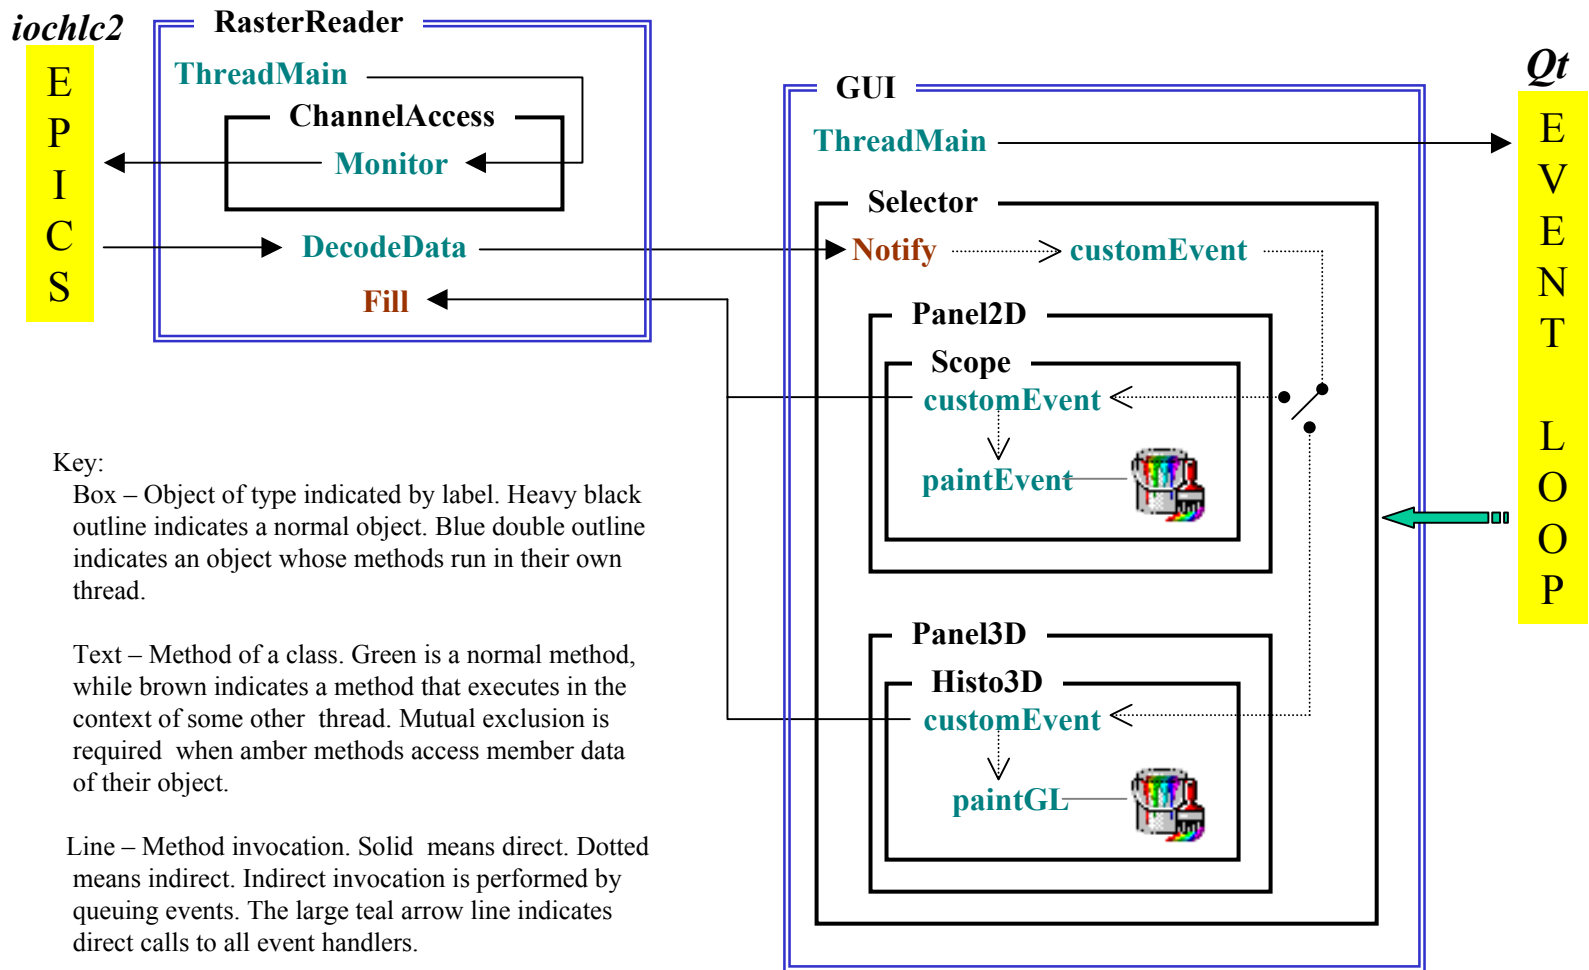 iochlc2
EPICS
RasterReader
ThreadMain
ChannelAccess
Monitor
DecodeData
Fill
GUI
ThreadMain
Selector
Notify
customEvent
Panel2D
Scope
customEvent
paintEvent
Panel3D
Histo3D
customEvent
paintGL
Qt
EVENT LOOP
Key:
Box – Object of type indicated by label. Heavy black
outline indicates a normal object. Blue double outline
indicates an object whose methods run in their own
thread.
Text – Method of a class. Green is a normal method,
while brown indicates a method that executes in the
context of some other thread. Mutual exclusion is
required when amber methods access member data
of their object.
Line – Method invocation. Solid means direct. Dotted
means indirect. Indirect invocation is performed by
queuing events. The large teal arrow line indicates
direct calls to all event handlers.